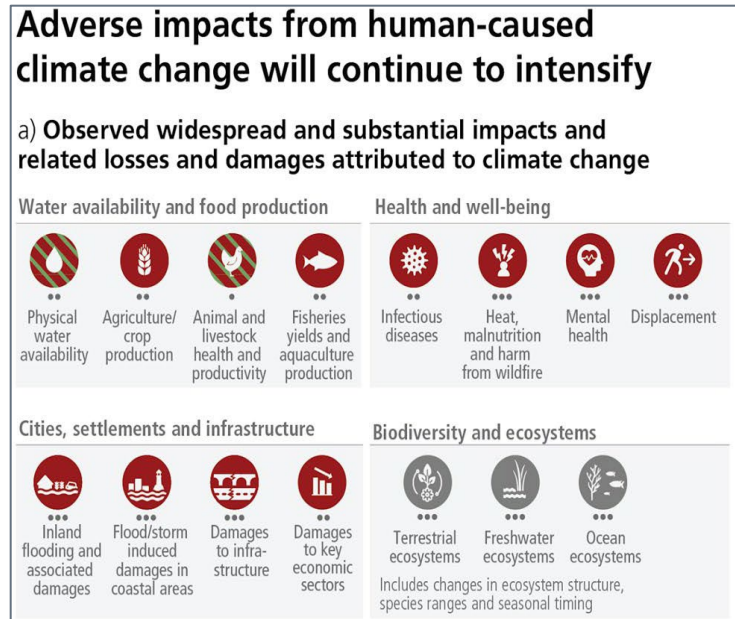 Adverse impacts from human-caused
climate change will continue to intensify
a) Observed widespread and substantial impacts and
related losses and damages attributed to climate change
Water availability and food production
Physical
water
availability
Agriculture/
crop
production
Animal and
livestock
health and
productivity
Fisheries
yields and
aquaculture
production
Health and well-being
Infectious
diseases
Heat,
malnutrition
and harm
from wildfire
Mental
health
Displacement
Cities, settlements and infrastructure
Inland
flooding and
associated
damages
Flood/storm
induced
damages in
coastal areas
Damages
to infra-
structure
Damages
to key
economic
sectors
Biodiversity and ecosystems
Terrestrial
ecosystems
Freshwater
ecosystems
Ocean
ecosystems
Includes changes in ecosystem structure,
species ranges and seasonal timing